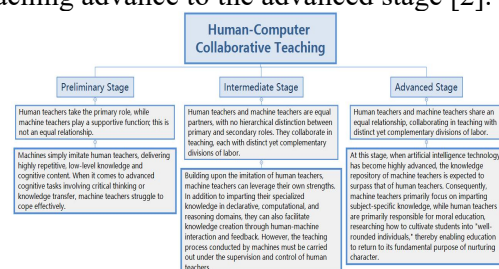 aching advance to the advanced stage [2].
Human-Computer
Collaborative Teaching
Preliminary Stage
Human teachers take the primary role, while
machine teachers play a supportive function; this is
not an equal relationship.
Machines simply imitate human teachers, delivering
highly repetitive, low-level knowledge and
cognitive content. When it comes to advanced
cognitive tasks involving critical thinking or
knowledge transfer, machine teachers struggle to
cope effectively.
Intermediate Stage
Human teachers and machine teachers are equal
partners, with no hierarchical distinction between
primary and secondary roles. They collaborate in
teaching, each with distinct yet complementary
divisions of labor.
Building upon the imitation of human teachers,
machine teachers can leverage their own strengths.
In addition to imparting their specialized
knowledge in declarative, computational, and
reasoning domains, they can also facilitate
knowledge creation through human-machine
interaction and feedback. However, the teaching
process conducted by machines must be carried
out under the supervision and control of human
teachers.
Advanced Stage
Human teachers and machine teachers share an
equal relationship, collaborating in teaching with
distinct yet complementary divisions of labor.
At this stage, when artificial intelligence technology
has become highly advanced, the knowledge
repository of machine teachers is expected to
surpass that of human teachers. Consequently,
machine teachers primarily focus on imparting
subject-specific knowledge, while human teachers
are primarily responsible for moral education,
researching how to cultivate students into "well-
rounded individuals," thereby enabling education
to return to its fundamental purpose of nurturing
character.